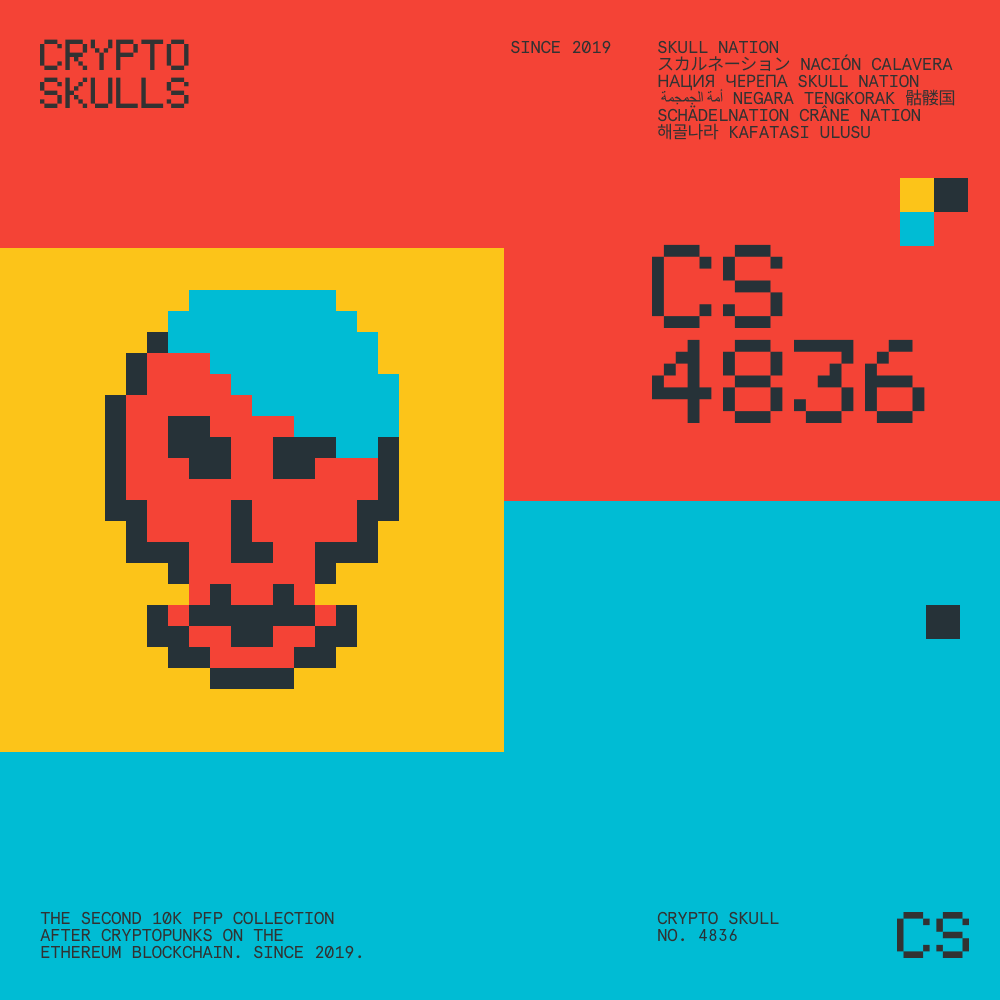 CRYPTO
SKULLS
SINCE 2019
SKULL NATION
スカルネーション NACIÓN CALAVERA
НАЦИЯ ЧЕРЕПА SKULL NATION
أمة الجمجمة NEGARA TENGKORAK 骷髅国
SCHÄDELNATION CRÂNE NATION
해골나라 KAFATASI ULUSU
CS
4836
THE SECOND 10K PFP COLLECTION
AFTER CRYPTOPUNKS ON THE
ETHEREUM BLOCKCHAIN. SINCE 2019.
CRYPTO SKULL
NO. 4836
CS